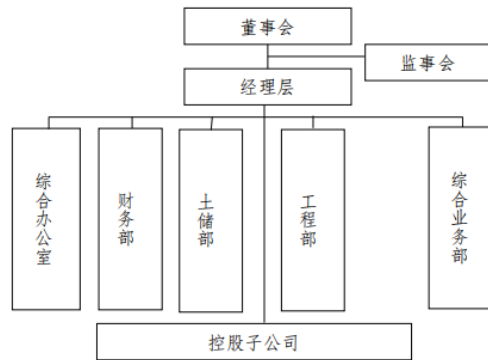 董事会
监事会
经理层
综合办公室
财务部
土储部
工程部
综合业务部
控股子公司